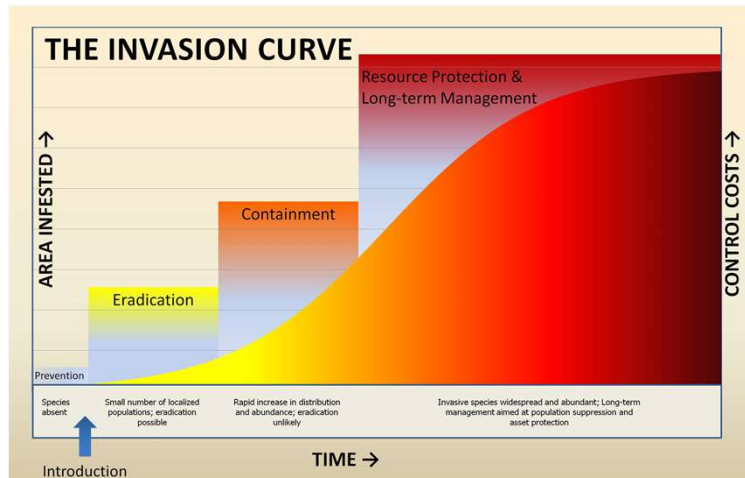 THE INVASION CURVE
Resource Protection &
Long-term Management
Containment
Eradication
Prevention
AREA INFESTED →
CONTROL COSTS →
Species
absent
Small number of localized
populations; eradication
possible
Rapid increase in distribution
and abundance; eradication
unlikely
Invasive species widespread and abundant; Long-term
management aimed at population suppression and
asset protection
Introduction
TIME →